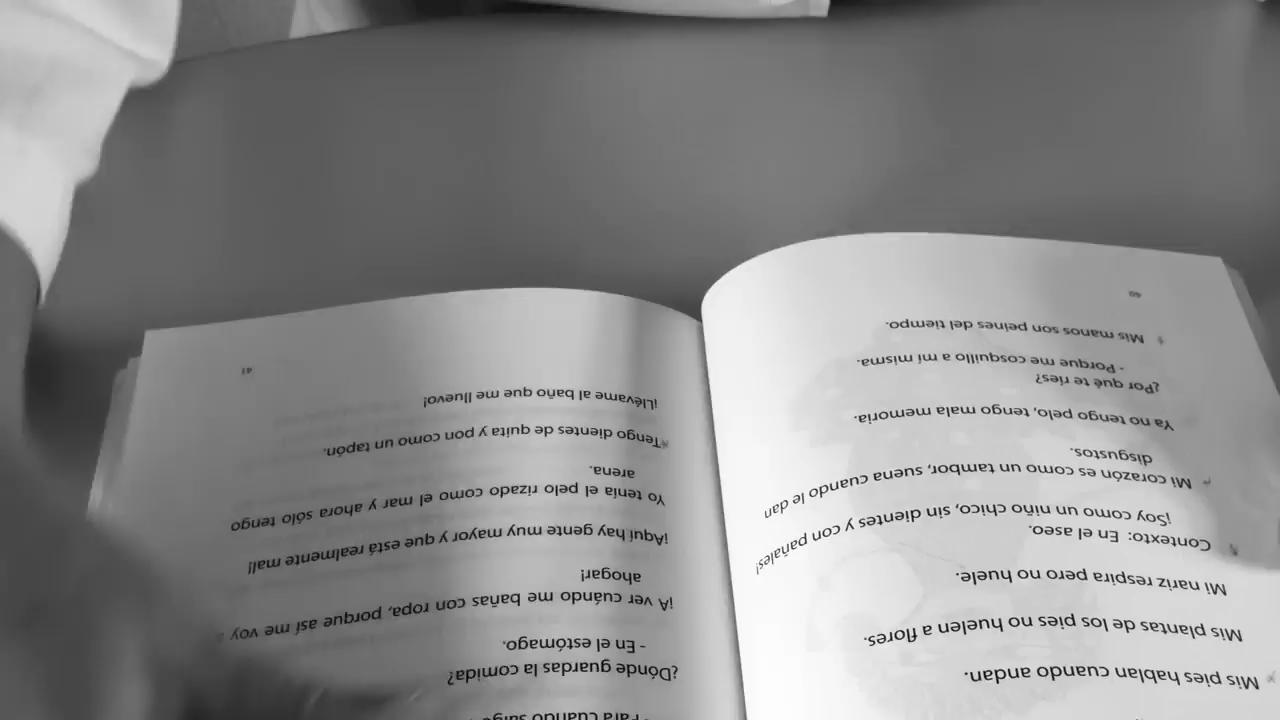 Mis pies hablan cuando andan.
Mis plantas de los pies no huelen a flores.
Mi nariz respira pero no huele.
Contexto: En el aseo.
¡Soy como un niño chico, sin dientes y con pañales!
Mi corazón es como un tambor, suena cuando le dan
disgustos.
Ya no tengo pelo, tengo mala memoria.
¿Por qué te ríes?
- Porque me cosquillo a mí misma.
Mis manos son peines del tiempo.
40
- Para cuando
¿Dónde guardas la comida?
- En el estómago.
¡A ver cuándo me bañas con ropa, porque así me voy a
ahogar!
¡Aquí hay gente muy mayor y que está realmente mal!
Yo tenía el pelo rizado como el mar y ahora sólo tengo
arena.
Tengo dientes de quita y pon como un tapón.
¡Llévame al baño que me lluevo!
41